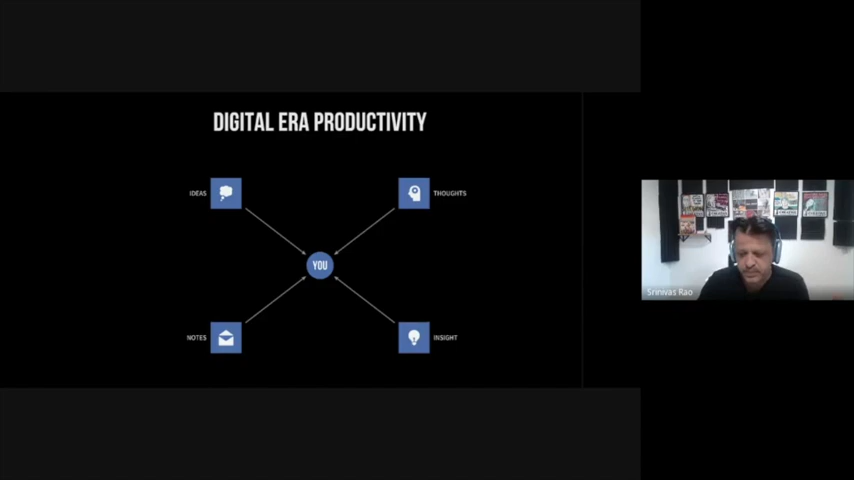 DIGITAL ERA PRODUCTIVITY
IDEAS
THOUGHTS
YOU
NOTES
INSIGHT
Srinivas Rao